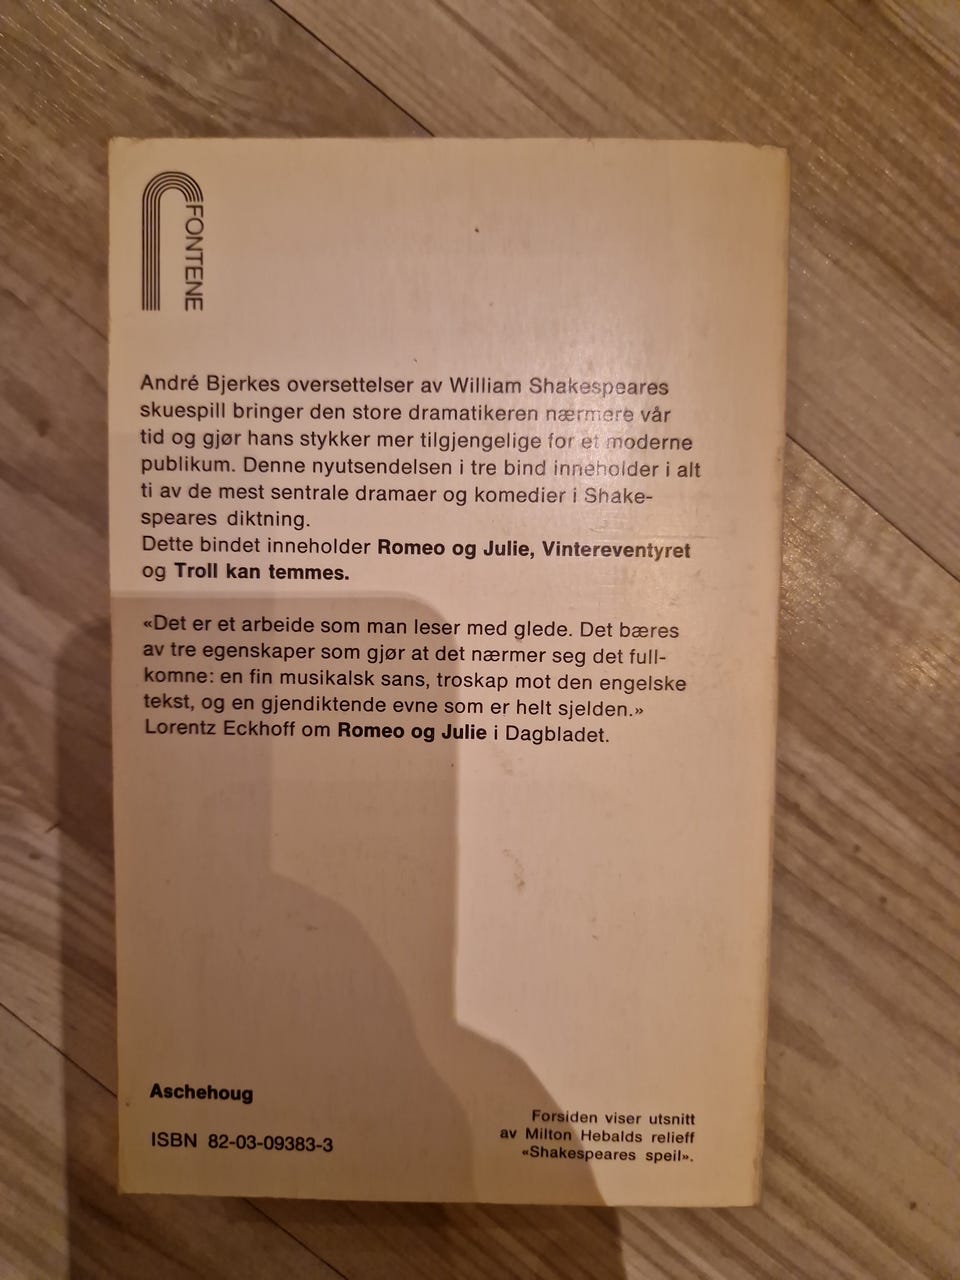 FONTENE
André Bjerkes oversettelser av William Shakespeares
skuespill bringer den store dramatikeren nærmere vår
tid og gjør hans stykker mer tilgjengelige for et moderne
publikum. Denne nyutsendelsen i tre bind inneholder i alt
ti av de mest sentrale dramaer og komedier i Shake-
speares diktning.
Dette bindet inneholder Romeo og Julie, Vintereventyret
og Troll kan temmes.
«Det er et arbeide som man leser med glede. Det bæres
av tre egenskaper som gjør at det nærmer seg det full-
komne: en fin musikalsk sans, troskap mot den engelske
tekst, og en gjendiktende evne som er helt sjelden.»
Lorentz Eckhoff om Romeo og Julie i Dagbladet.
Aschehoug
ISBN 82-03-09383-3
Forsiden viser utsnitt
av Milton Hebalds relieff
«Shakespeares speil».